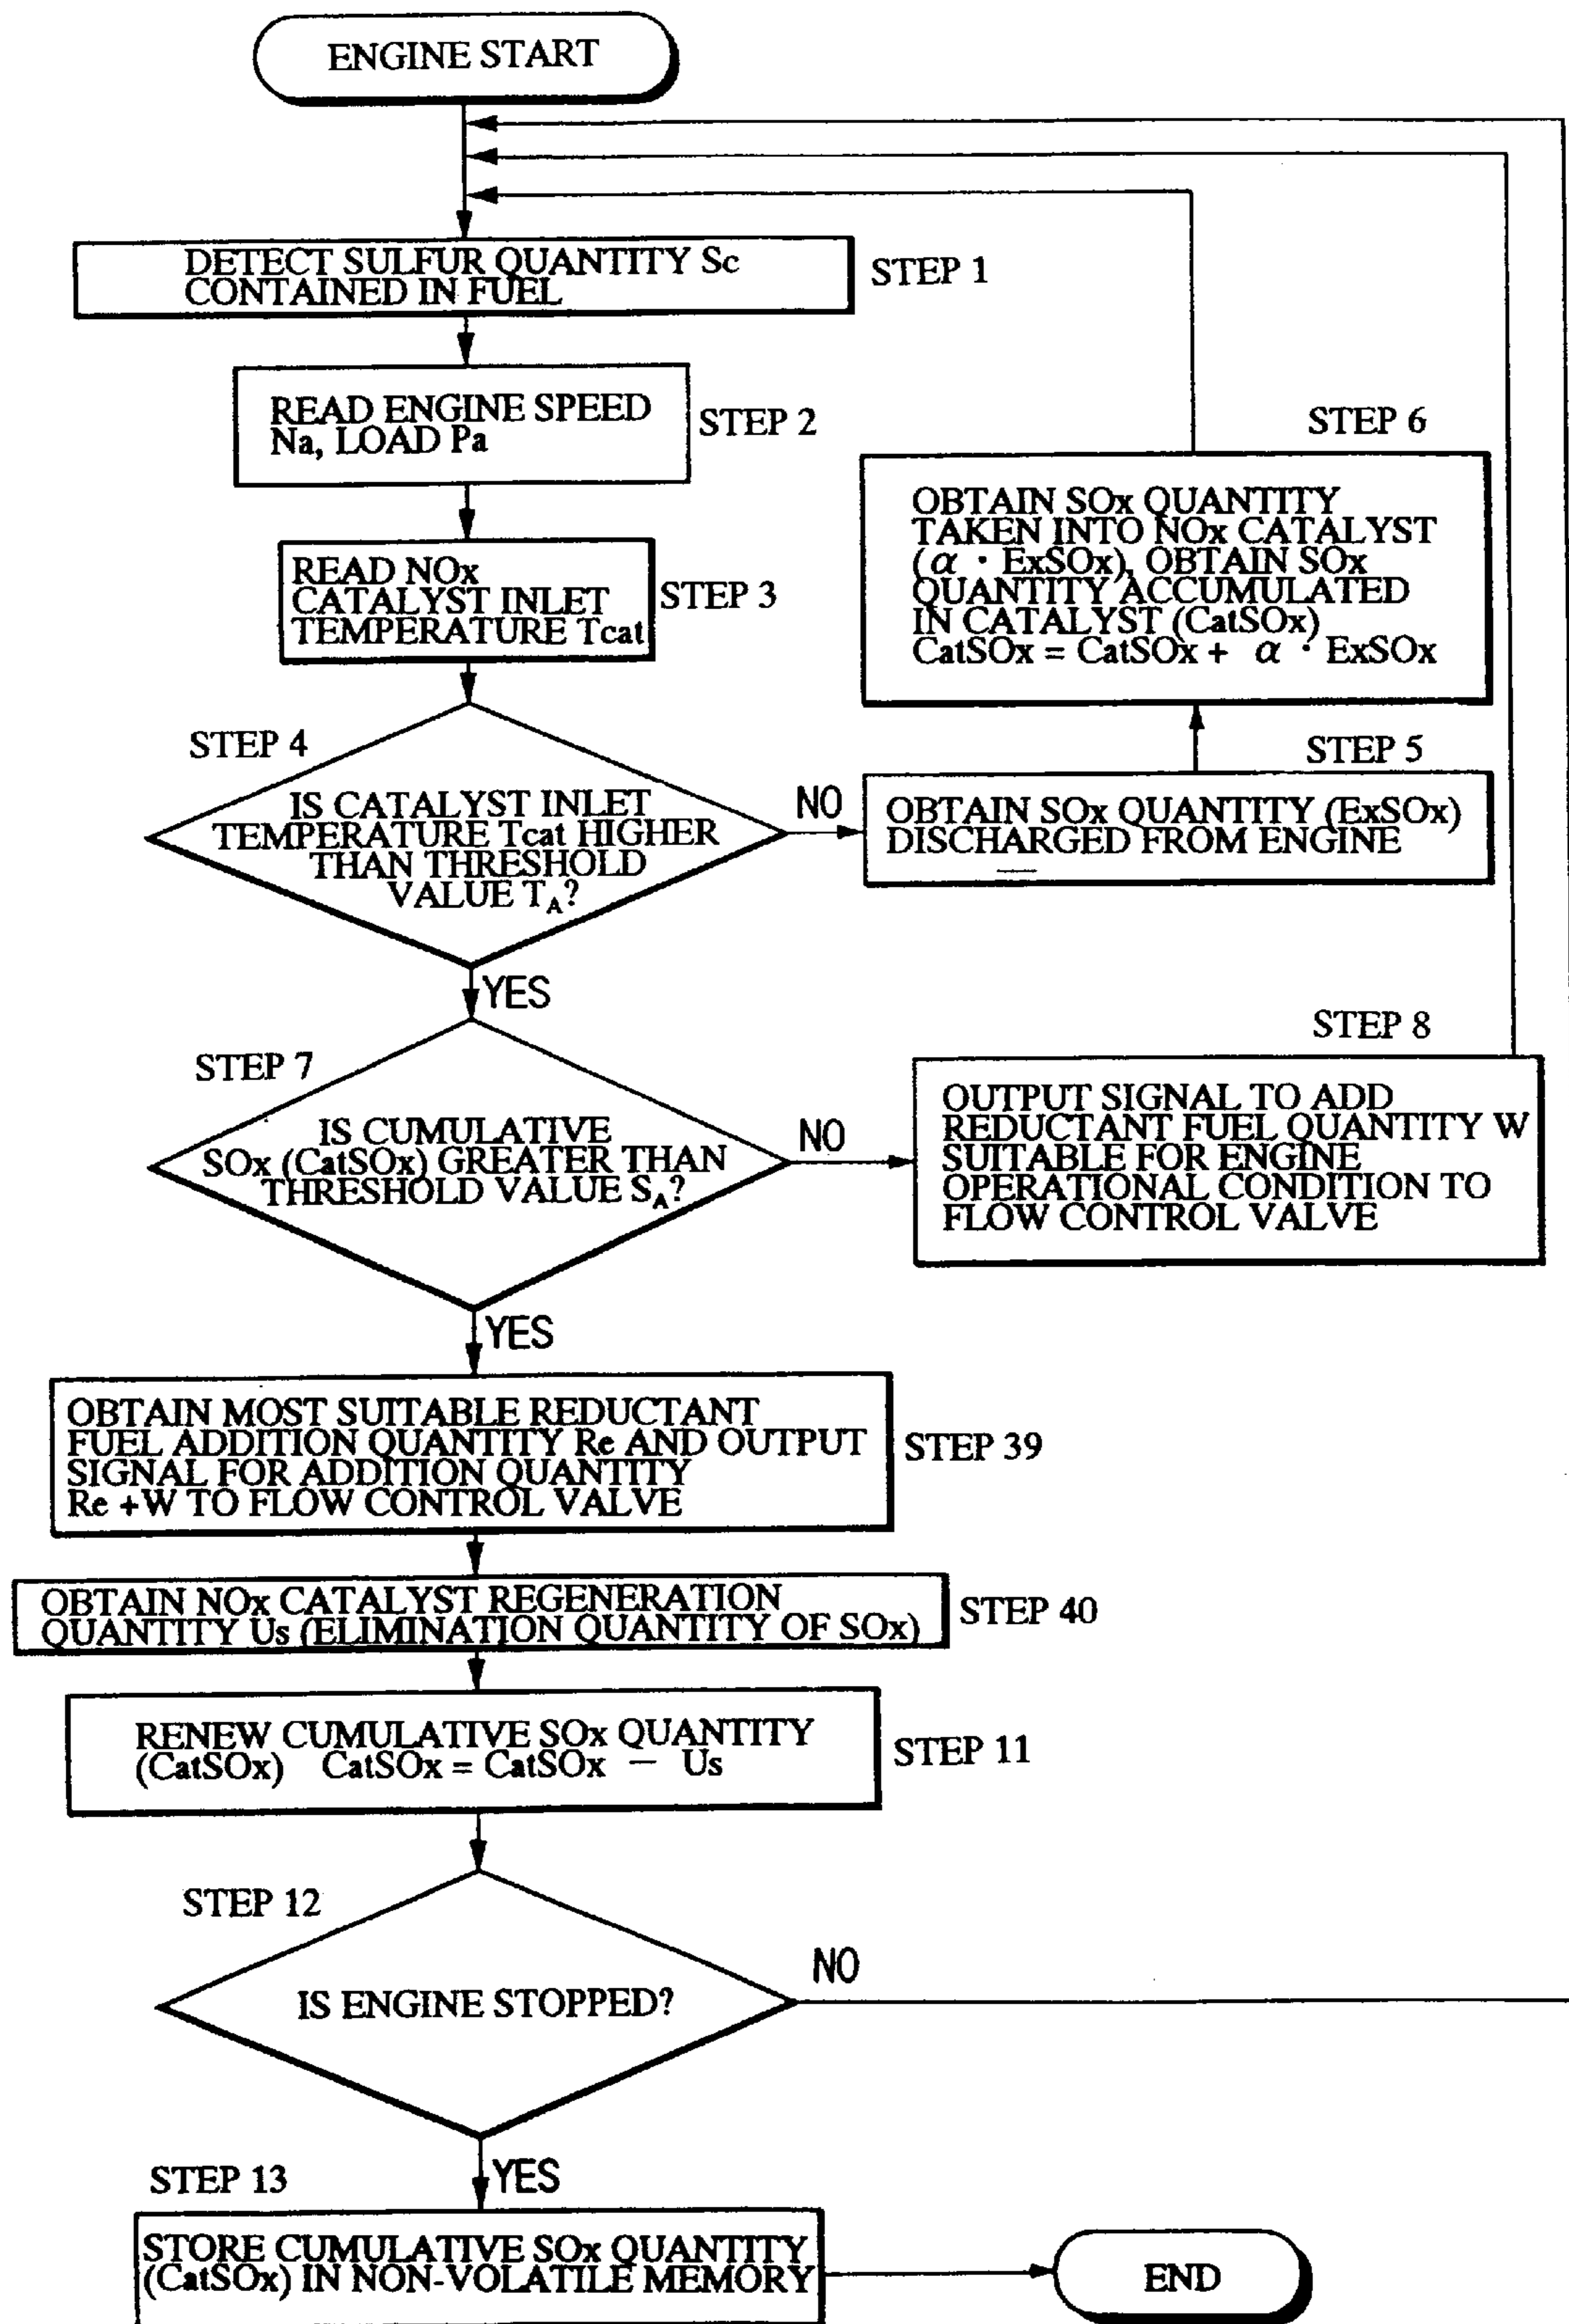 ENGINE START
DETECT SULFUR QUANTITY Sc
CONTAINED IN FUEL
STEP 1
READ ENGINE SPEED
Na, LOAD Pa
STEP 2
READ NOx
CATALYST INLET
TEMPERATURE Tcat
STEP 3
STEP 6
OBTAIN SOx QUANTITY
TAKEN INTO NOx CATALYST
(α · ExSOx), OBTAIN SOx
QUANTITY ACCUMULATED
IN CATALYST (CatSOx)
CatSOx = CatSOx + α · ExSOx
STEP 4
IS CATALYST INLET
TEMPERATURE Tcat HIGHER
THAN THRESHOLD
VALUE TA?
NO
STEP 5
OBTAIN SOx QUANTITY (ExSOx)
DISCHARGED FROM ENGINE
YES
STEP 7
IS CUMULATIVE
SOx (CatSOx) GREATER THAN
THRESHOLD VALUE SA?
NO
STEP 8
OUTPUT SIGNAL TO ADD
REDUCTANT FUEL QUANTITY W
SUITABLE FOR ENGINE
OPERATIONAL CONDITION TO
FLOW CONTROL VALVE
YES
OBTAIN MOST SUITABLE REDUCTANT
FUEL ADDITION QUANTITY Re AND OUTPUT
SIGNAL FOR ADDITION QUANTITY
Re +W TO FLOW CONTROL VALVE
STEP 39
OBTAIN NOx CATALYST REGENERATION
QUANTITY Us (ELIMINATION QUANTITY OF SOx)
STEP 40
RENEW CUMULATIVE SOx QUANTITY
(CatSOx) CatSOx = CatSOx − Us
STEP 11
STEP 12
IS ENGINE STOPPED?
NO
YES
STEP 13
STORE CUMULATIVE SOx QUANTITY
(CatSOx) IN NON-VOLATILE MEMORY
END